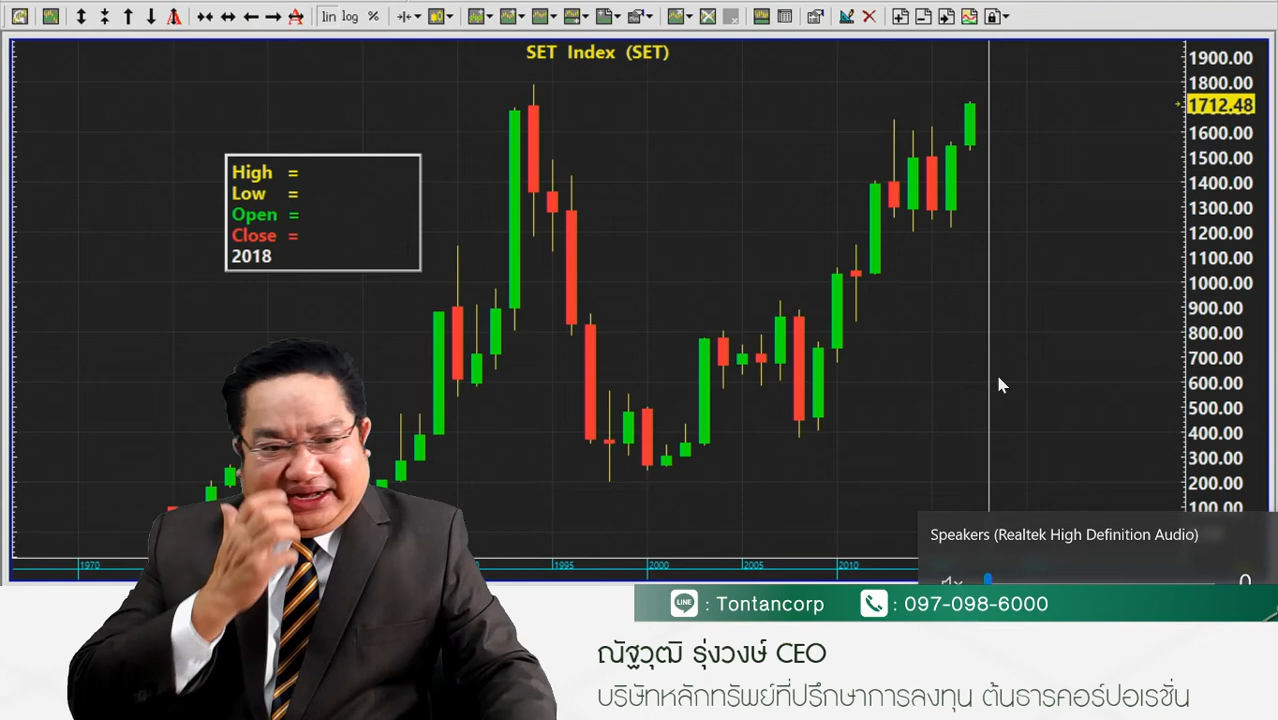 lin log %
SET Index (SET)
1900.00
1800.00
1712.48
1600.00
1500.00
1400.00
1300.00
1200.00
1100.00
1000.00
900.00
800.00
700.00
600.00
500.00
400.00
300.00
200.00
100.00
High =
Low =
Open =
Close =
2018
1970 1995 2000 2005 2010
Speakers (Realtek High Definition Audio)
0
LINE : Tontancorp : 097-098-6000
ณัฐวุฒิ รุ่งวงษ์ CEO
บริษัทหลักทรัพย์ที่ปรึกษาการลงทุน ต้นธารคอร์ปอเรชั่น